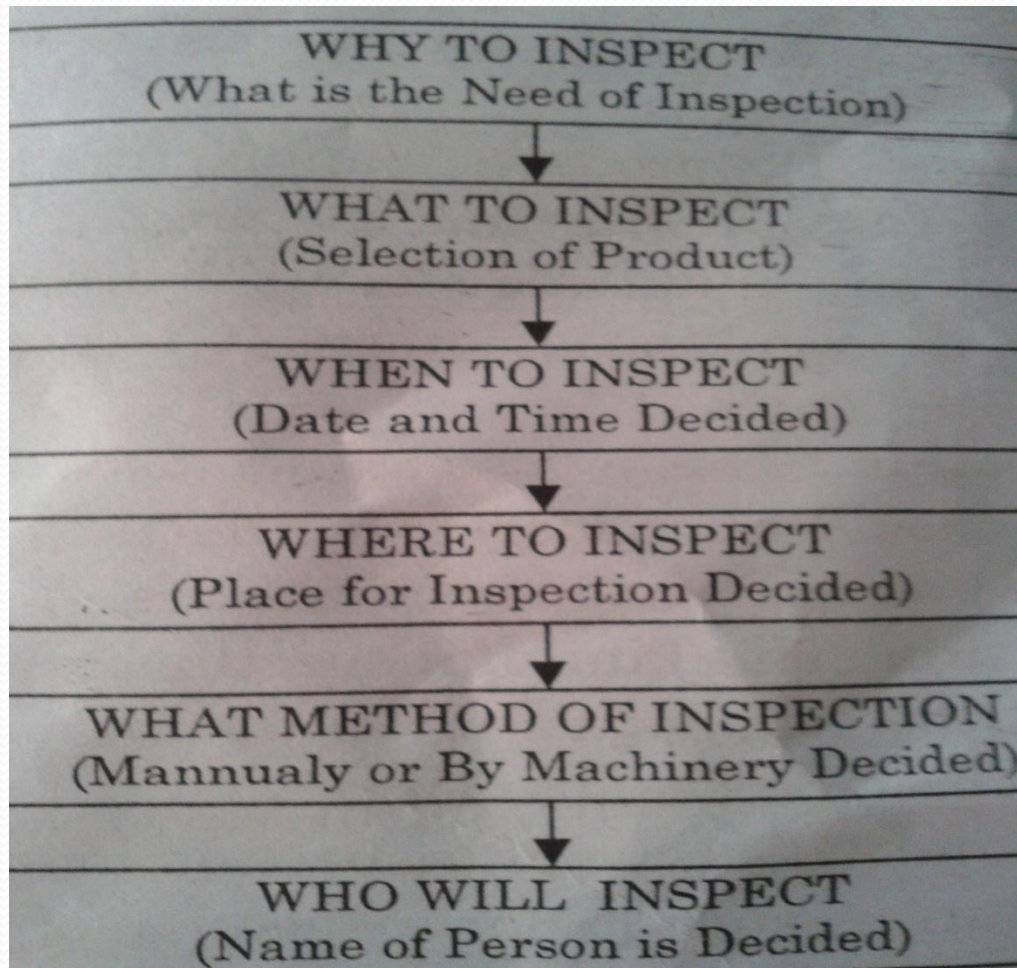 WHY TO INSPECT
(What is the Need of Inspection)
WHAT TO INSPECT
(Selection of Product)
WHEN TO INSPECT
(Date and Time Decided)
WHERE TO INSPECT
(Place for Inspection Decided)
WHAT METHOD OF INSPECTION
(Mannualy or By Machinery Decided)
WHO WILL INSPECT
(Name of Person is Decided)